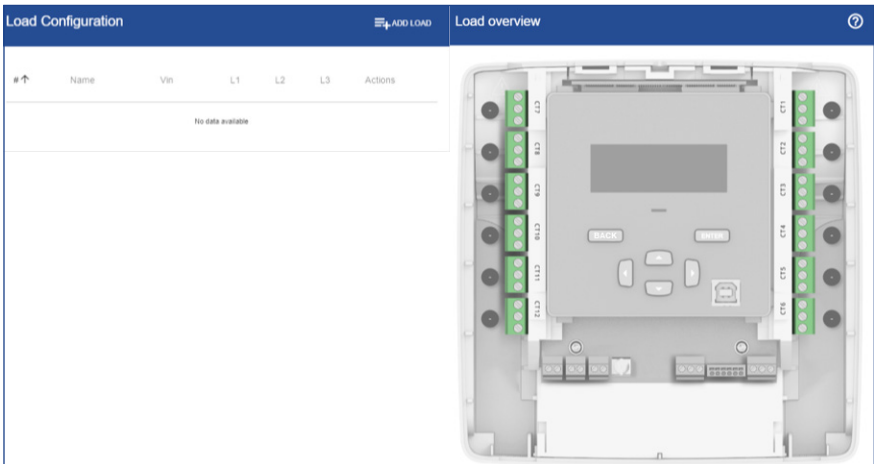 Load Configuration
ADD LOAD
# Name Vin L1 L2 L3 Actions
No data available
Load overview
?
CT7 CT1
CT8 CT2
CT9 CT3
CT10 CT4
CT11 CT5
CT12 CT6
BACK ENTER